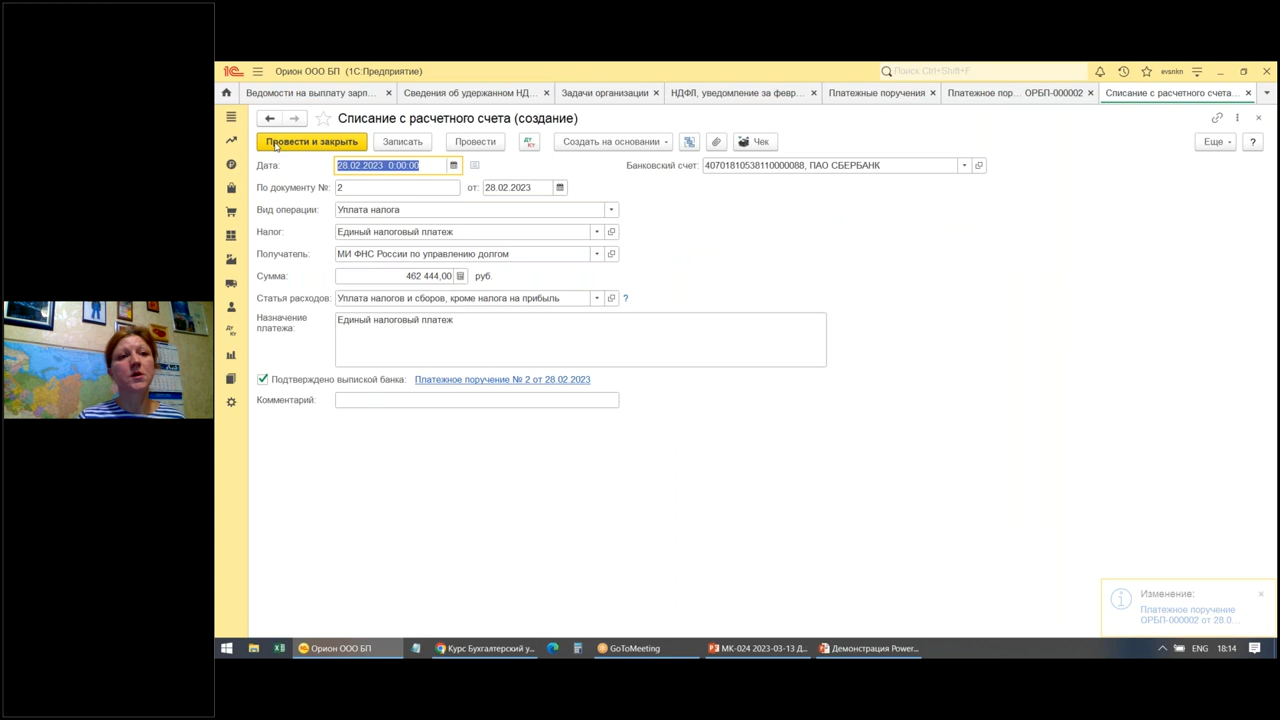 Орион ООО БП (1С:Предприятие)
Поиск Ctrl+Shift+F
evsnkn
Ведомости на выплату зарп...
Сведения об удержанном НД...
Задачи организации
НДФЛ, уведомление за февр...
Платежные поручения
Платежное пор... ОРБП-000002
Списание с расчетного счета...
Списание с расчетного счета (создание)
Провести и закрыть
Записать
Провести
Создать на основании
Чек
Еще
?
Дата: 28.02.2023 0:00:00
Банковский счет: 40701810538110000088, ПАО СБЕРБАНК
По документу №: 2 от: 28.02.2023
Вид операции: Уплата налога
Налог: Единый налоговый платеж
Получатель: МИ ФНС России по управлению долгом
Сумма: 462 444,00 руб.
Статья расходов: Уплата налогов и сборов, кроме налога на прибыль ?
Назначение платежа: Единый налоговый платеж
Подтверждено выпиской банка: Платежное поручение № 2 от 28.02.2023
Комментарий:
Изменение:
Платежное поручение
ОРБП-000002 от 28.0...
Орион ООО БП
Курс Бухгалтерский у...
GoToMeeting
МК-024 2023-03-13 Д...
Демонстрация Power...
ENG
18:14